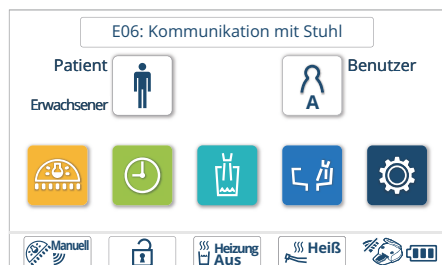 E06: Kommunikation mit Stuhl
Patient
Benutzer
Erwachsener
A
Manuell
Heizung
Aus
Heiß